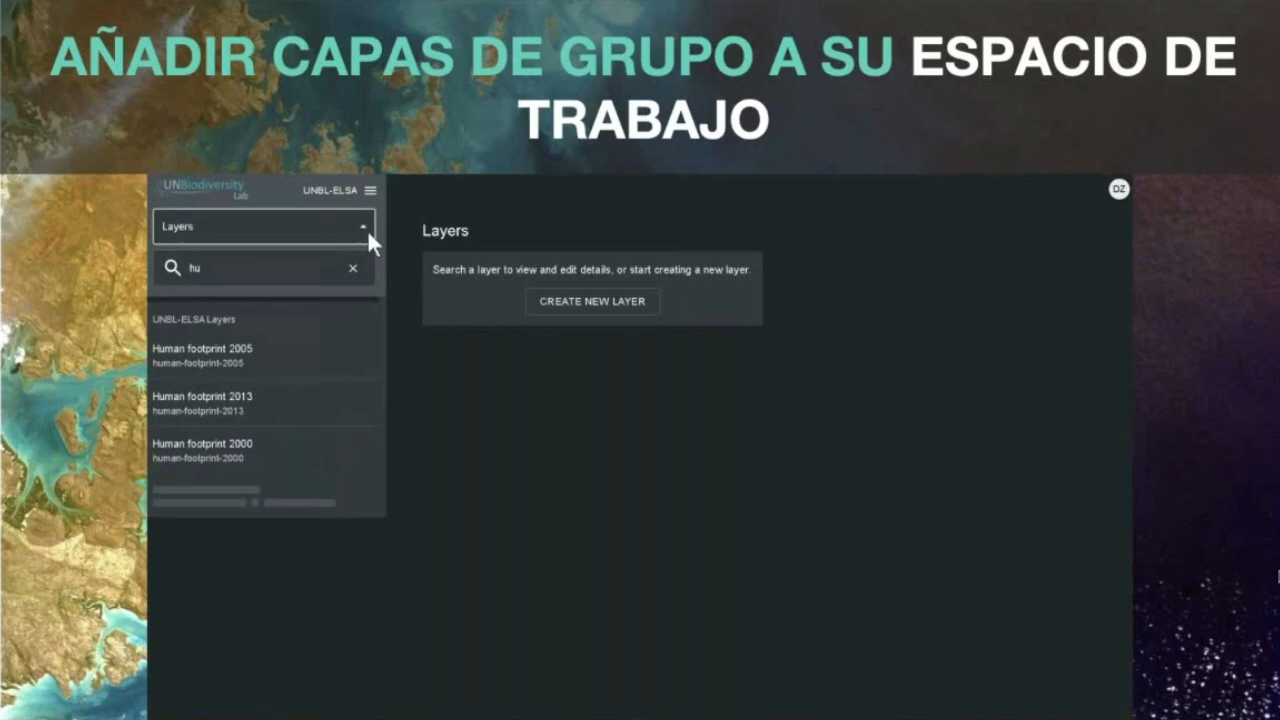 AÑADIR CAPAS DE GRUPO A SU ESPACIO DE
TRABAJO
UNBiodiversity
Lab
UNBL-ELSA
DZ
Layers
hu
UNBL-ELSA Layers
Human footprint 2005
human-footprint-2005
Human footprint 2013
human-footprint-2013
Human footprint 2000
human-footprint-2000
Layers
Search a layer to view and edit details, or start creating a new layer.
CREATE NEW LAYER